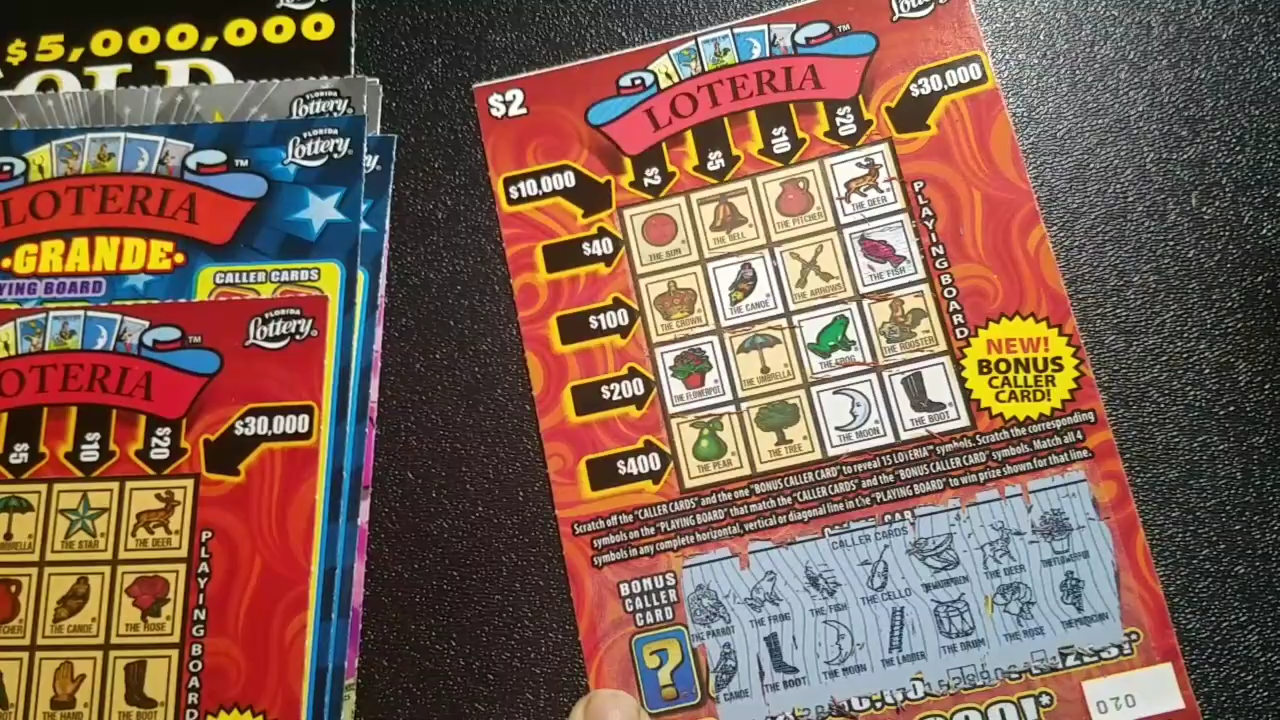 $5,000,000
FLORIDA
Lottery
FLORIDA
Lottery
TM
LOTERIA
•GRANDE•
YING BOARD
CALLER CARDS
FLORIDA
Lottery
TM
OTERIA
$5
$10
$20
$30,000
THE STAR
THE DEER
THE CANOE
THE ROSE
THE HAND
THE BOOT
PLAYING BOARD
$2
TM
LOTERIA
$30,000
$2
$5
$10
$20
$10,000
$40
$100
$200
$400
THE SUN
THE BELL
THE PITCHER
THE DEER
THE CROWN
THE CANOE
THE ARROWS
THE FISH
THE FLOWERPOT
THE UMBRELLA
THE FROG
THE ROOSTER
THE PEAR
THE TREE
THE MOON
THE BOOT
PLAYING BOARD
NEW!
BONUS
CALLER
CARD!
Scratch off the "CALLER CARDS" and the one "BONUS CALLER CARD" to reveal 15 LOTERIA™ symbols. Scratch the corresponding
symbols on the "PLAYING BOARD" that match the "CALLER CARDS" and the "BONUS CALLER CARD" symbols. Match all 4
symbols in any complete horizontal, vertical or diagonal line in the "PLAYING BOARD" to win prize shown for that line.
BONUS
CALLER
CARD
?
CALLER CARDS
THE PARROT
THE FROG
THE FISH
THE CELLO
THE WATERMELON
THE DEER
THE FLOWERPOT
CANOE
THE BOOT
THE MOON
THE LADDER
THE DRUM
THE ROSE
THE MUSICIAN
020